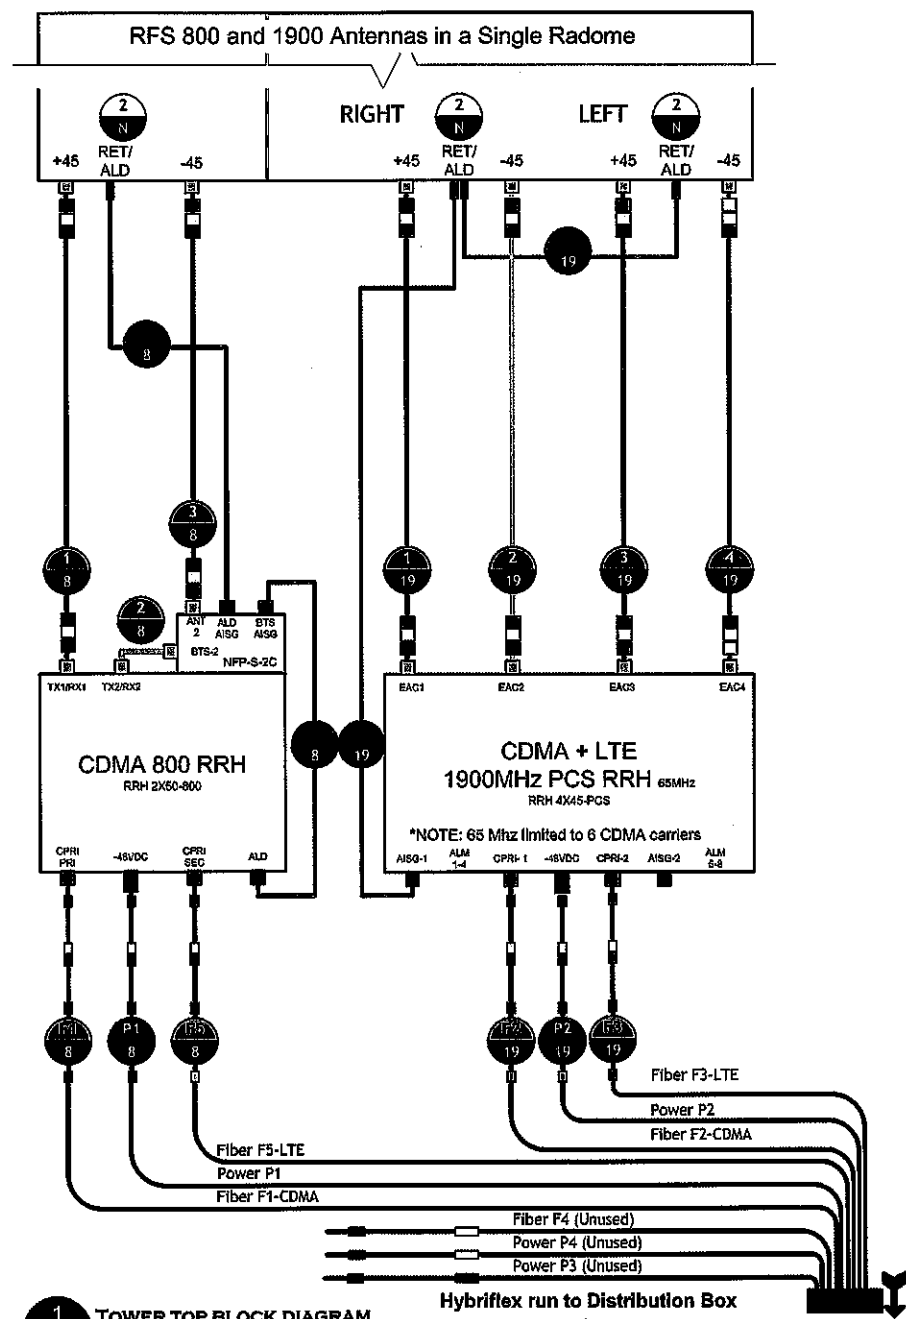 RFS 800 and 1900 Antennas in a Single Radome
RIGHT LEFT
2 N
2 N
2 N
+45 RET/ALD -45
+45 RET/ALD -45
+45 RET/ALD -45
19
8
3 8
1 8
2 8
1 19
2 19
3 19
4 19
ANT 2
ALD AISG
BTS AISG
BTS-2
NFP-S-2C
TX1/RX1 TX2/RX2
EAC1 EAC2 EAC3 EAC4
CDMA 800 RRH
RRH 2X50-800
8
19
CDMA + LTE
1900MHz PCS RRH 65MHz
RRH 4X45-PCS
*NOTE: 65 Mhz limited to 6 CDMA carriers
CPRI PRI
-48VDC
CPRI SEC
ALD
AISG-1
ALM 1-4
CPRI-1
-48VDC
CPRI-2
AISG-2
ALM 5-8
F1 8
P1 8
F5 8
F2 19
P2 19
F3 19
Fiber F3-LTE
Power P2
Fiber F2-CDMA
Fiber F5-LTE
Power P1
Fiber F1-CDMA
Fiber F4 (Unused)
Power P4 (Unused)
Power P3 (Unused)
Hybriflex run to Distribution Box
1 TOWER TOP BLOCK DIAGRAM